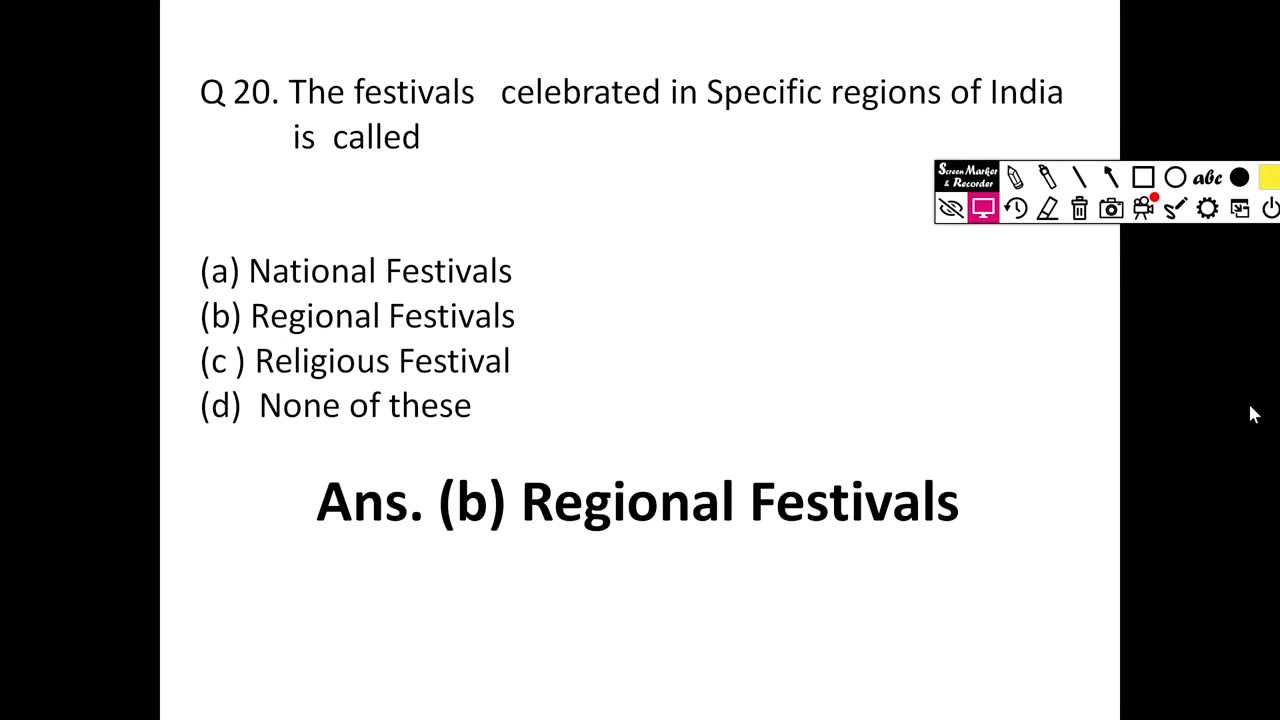 Q 20. The festivals celebrated in Specific regions of India
is called
Screen Marker
& Recorder
abc
(a) National Festivals
(b) Regional Festivals
(c ) Religious Festival
(d) None of these
Ans. (b) Regional Festivals